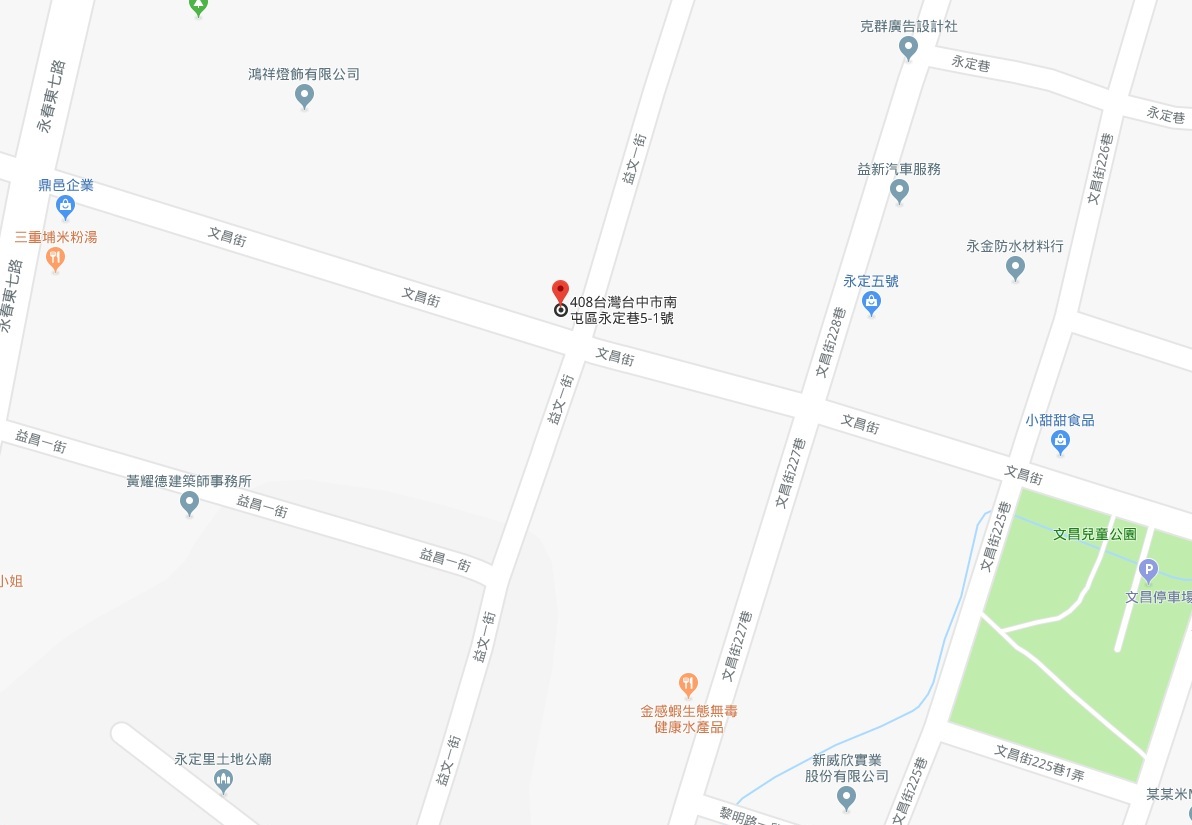 克群廣告設計社
永定巷
永春東七路
鴻祥燈飾有限公司
永定巷
益文一街
文昌街226巷
益新汽車服務
鼎邑企業
三重埔米粉湯
文昌街
永金防水材料行
永定五號
永春東七路
文昌街
408台灣台中市南
屯區永定巷5-1號
文昌街228巷
文昌街
益文一街
小甜甜食品
文昌街
益昌一街
文昌街227巷
文昌街
黃耀德建築師事務所
益昌一街
文昌街225巷
文昌兒童公園
益昌一街
P
小姐
文昌停車場
益文一街
文昌街227巷
金感蝦生態無毒
健康水產品
益文一街
永定里土地公廟
新威欣實業
股份有限公司
文昌街225巷1弄
文昌街225巷
某某米
黎明路一